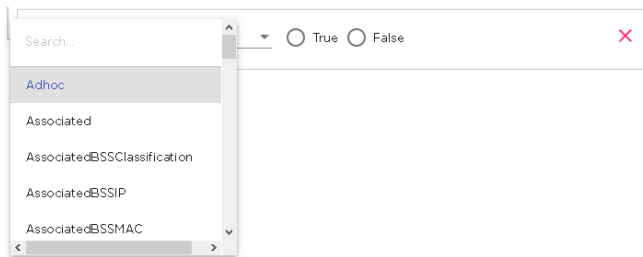 Search...
True False
Adhoc
Associated
AssociatedBSSClassification
AssociatedBSSIP
AssociatedBSSMAC